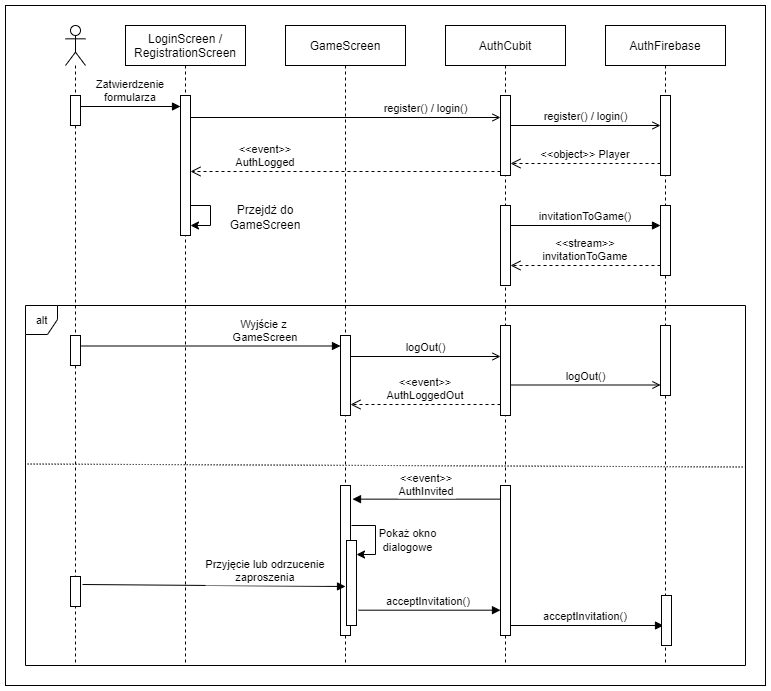 LoginScreen /
RegistrationScreen
GameScreen
AuthCubit
AuthFirebase
Zatwierdzenie
formularza
register() / login()
register() / login()
<<event>>
AuthLogged
<<object>> Player
Przejdź do
GameScreen
invitationToGame()
<<stream>>
invitationToGame
alt
Wyjście z
GameScreen
logOut()
logOut()
<<event>>
AuthLoggedOut
<<event>>
AuthInvited
Pokaż okno
dialogowe
Przyjęcie lub odrzucenie
zaproszenia
acceptInvitation()
acceptInvitation()